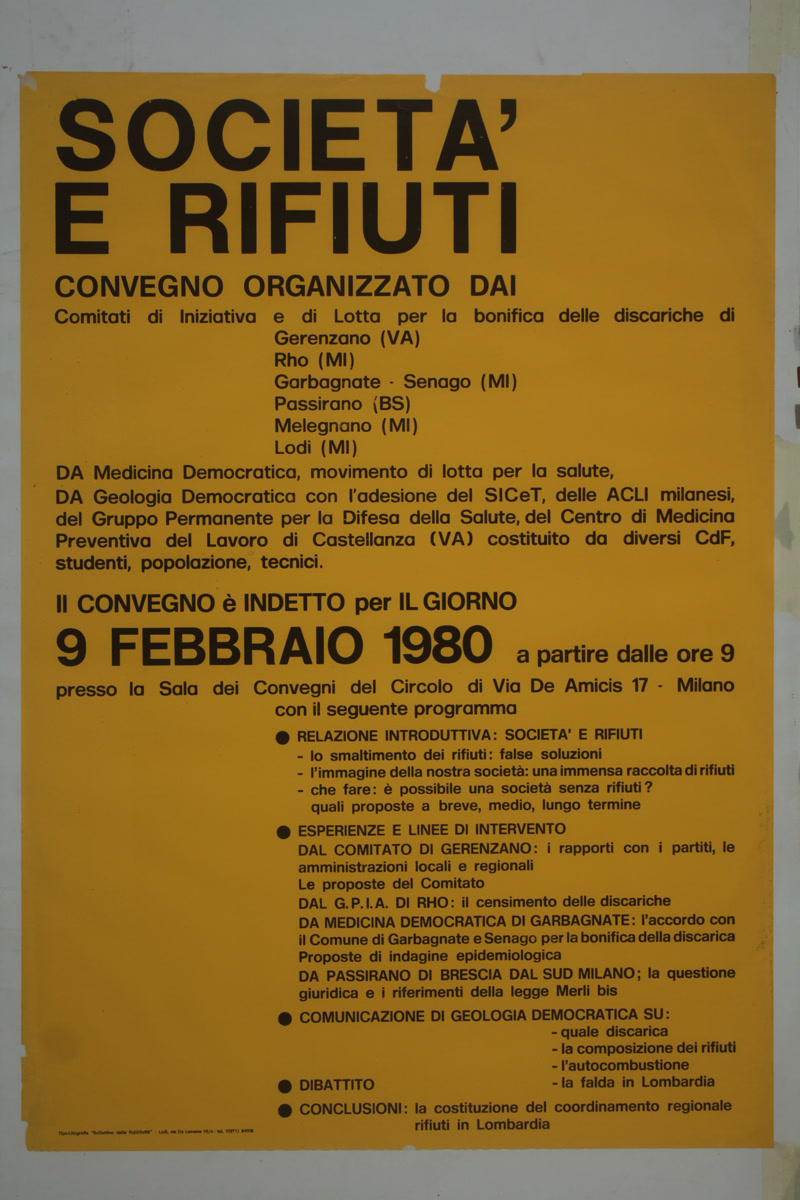 SOCIETA'
E RIFIUTI
CONVEGNO ORGANIZZATO DAI
Comitati di Iniziativa e di Lotta per la bonifica delle discariche di
Gerenzano (VA)
Rho (MI)
Garbagnate - Senago (MI)
Passirano (BS)
Melegnano (MI)
Lodi (MI)
DA Medicina Democratica, movimento di lotta per la salute,
DA Geologia Democratica con l'adesione del SICeT, delle ACLI milanesi,
del Gruppo Permanente per la Difesa della Salute, del Centro di Medicina
Preventiva del Lavoro di Castellanza (VA) costituito da diversi CdF,
studenti, popolazione, tecnici.
Il CONVEGNO è INDETTO per IL GIORNO
9 FEBBRAIO 1980 a partire dalle ore 9
presso la Sala dei Convegni del Circolo di Via De Amicis 17 - Milano
con il seguente programma
● RELAZIONE INTRODUTTIVA: SOCIETA' E RIFIUTI
- lo smaltimento dei rifiuti: false soluzioni
- l'immagine della nostra società: una immensa raccolta di rifiuti
- che fare: è possibile una società senza rifiuti?
quali proposte a breve, medio, lungo termine
● ESPERIENZE E LINEE DI INTERVENTO
DAL COMITATO DI GERENZANO: i rapporti con i partiti, le
amministrazioni locali e regionali
Le proposte del Comitato
DAL G.P.I.A. DI RHO: il censimento delle discariche
DA MEDICINA DEMOCRATICA DI GARBAGNATE: l'accordo con
il Comune di Garbagnate e Senago per la bonifica della discarica
Proposte di indagine epidemiologica
DA PASSIRANO DI BRESCIA DAL SUD MILANO; la questione
giuridica e i riferimenti della legge Merli bis
● COMUNICAZIONE DI GEOLOGIA DEMOCRATICA SU:
- quale discarica
- la composizione dei rifiuti
- l'autocombustione
- la falda in Lombardia
● DIBATTITO
● CONCLUSIONI: la costituzione del coordinamento regionale
rifiuti in Lombardia
Tipo-Litografia "Bollettino della Pubblicità" - Lodi, via